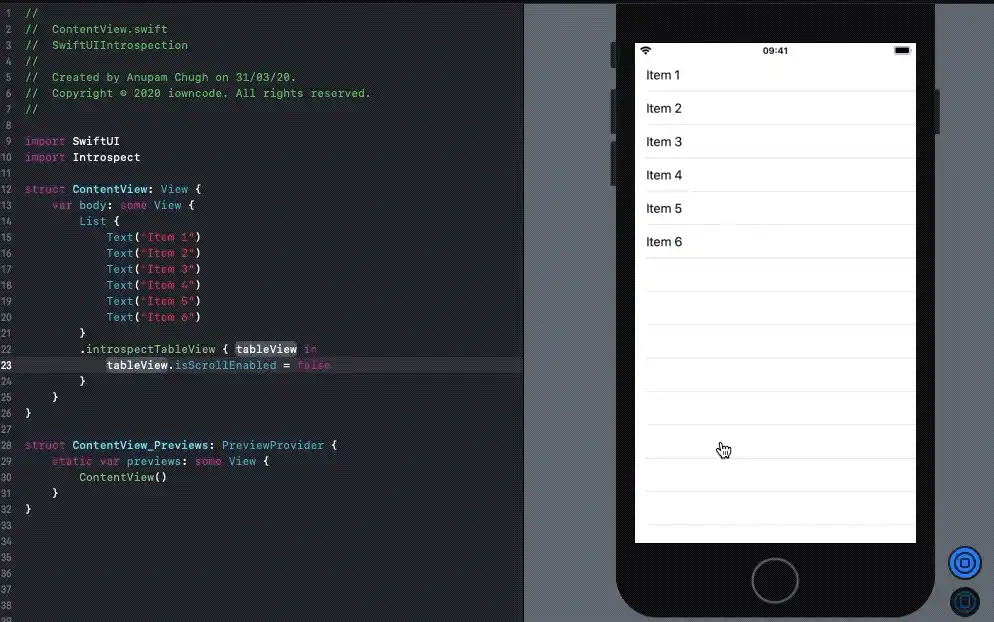 1 //
2 //  ContentView.swift
3 //  SwiftUIIntrospection
4 //
5 //  Created by Anupam Chugh on 31/03/20.
6 //  Copyright © 2020 iowncode. All rights reserved.
7 //
8
9 import SwiftUI
10 import Introspect
11
12 struct ContentView: View {
13     var body: some View {
14         List {
15             Text("Item 1")
16             Text("Item 2")
17             Text("Item 3")
18             Text("Item 4")
19             Text("Item 5")
20             Text("Item 6")
21         }
22         .introspectTableView { tableView in
23             tableView.isScrollEnabled = false
24         }
25     }
26 }
27
28 struct ContentView_Previews: PreviewProvider {
29     static var previews: some View {
30         ContentView()
31     }
32 }
33
34
35
36
37
38
39
09:41
Item 1
Item 2
Item 3
Item 4
Item 5
Item 6